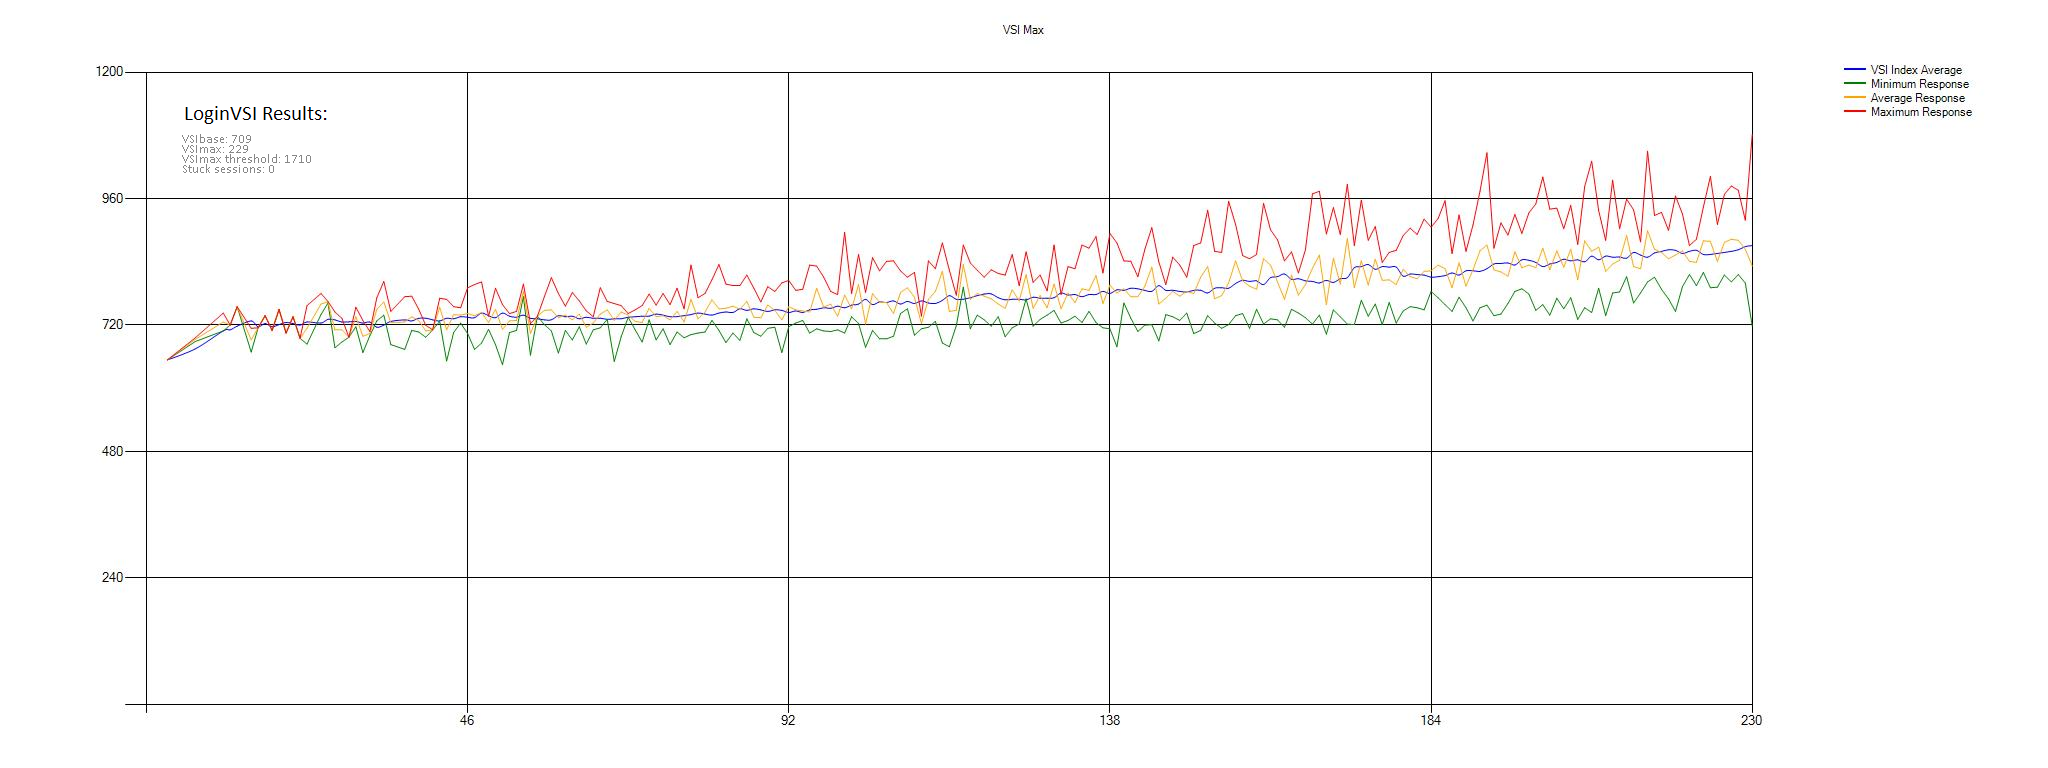 VSI Max
1200
960
720
480
240
46
92
138
184
230
LoginVSI Results:
VSIbase: 709
VSImax: 229
VSImax threshold: 1710
Stuck sessions: 0
VSI Index Average
Minimum Response
Average Response
Maximum Response